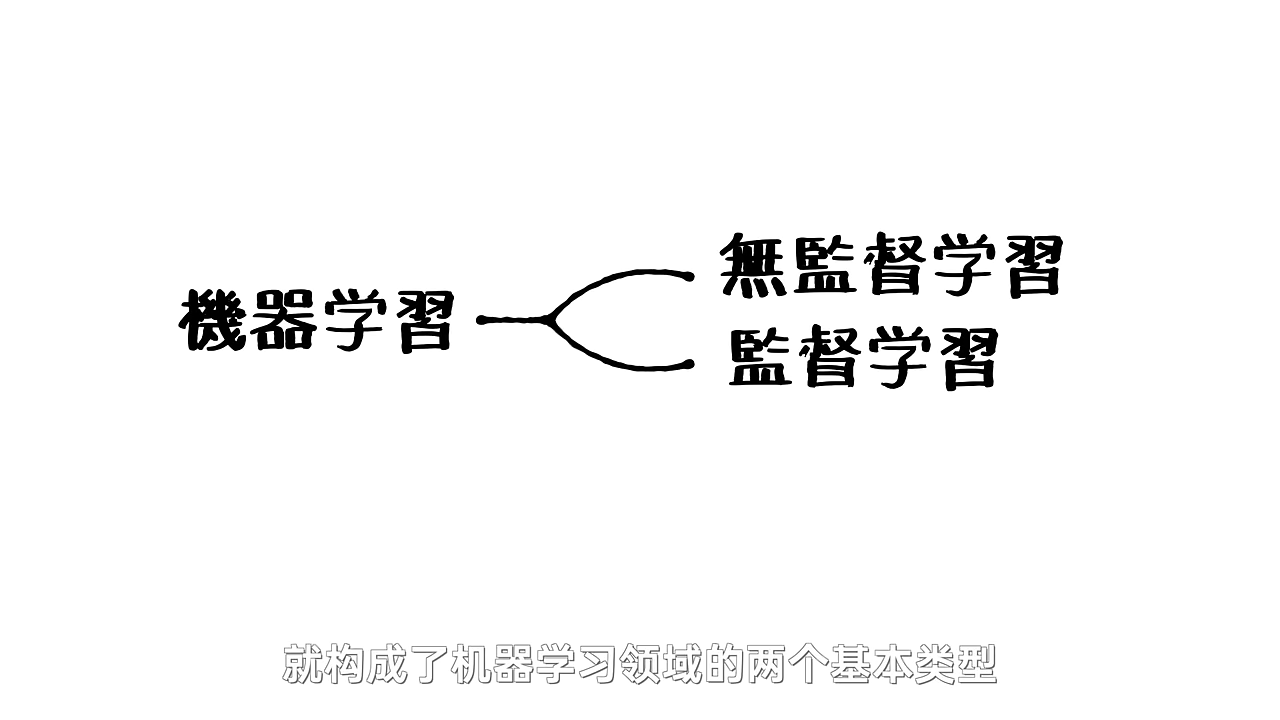 機器学習
無監督学習
監督学習
就构成了机器学习领域的两个基本类型